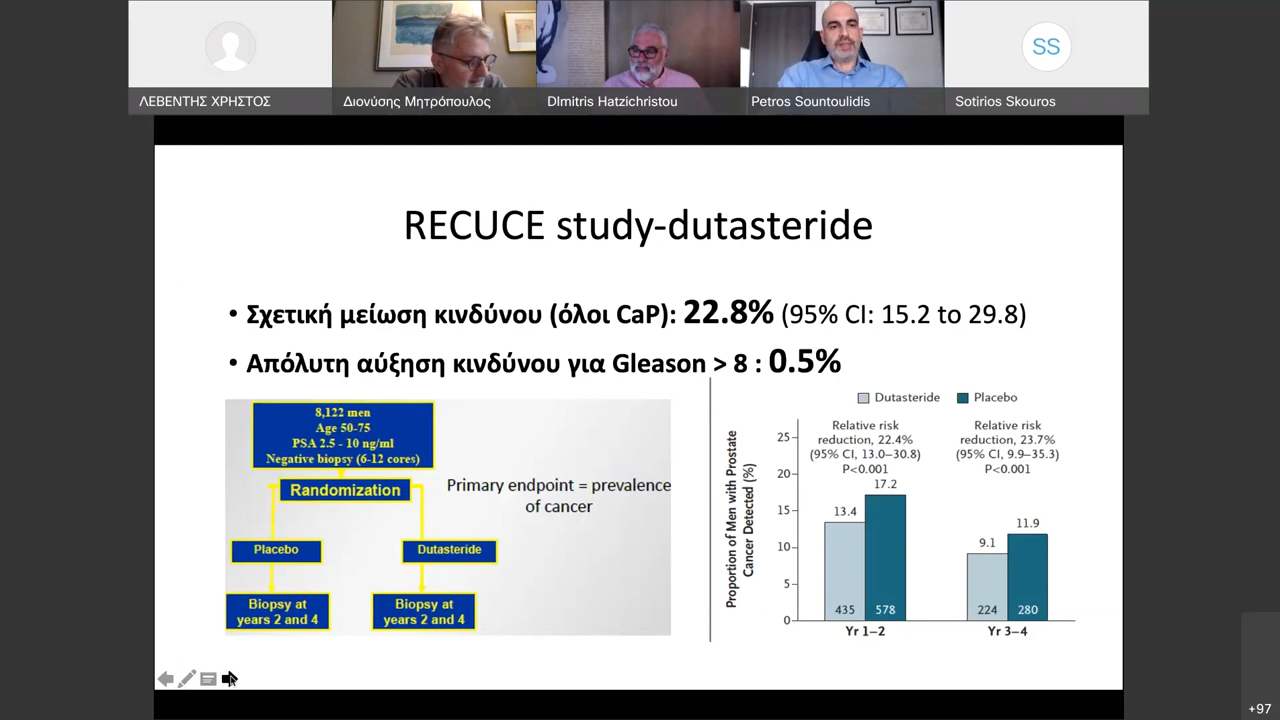 ΛΕΒΕΝΤΗΣ ΧΡΗΣΤΟΣ
Διονύσης Μητρόπουλος
DImitris Hatzichristou
Petros Sountoulidis
SS
Sotirios Skouros
RECUCE study-dutasteride
• Σχετική μείωση κινδύνου (όλοι CaP): 22.8% (95% CI: 15.2 to 29.8)
• Απόλυτη αύξηση κινδύνου για Gleason > 8 : 0.5%
8,122 men
Age 50-75
PSA 2.5 - 10 ng/ml
Negative biopsy (6-12 cores)
Randomization
Placebo
Dutasteride
Biopsy at
years 2 and 4
Biopsy at
years 2 and 4
Primary endpoint = prevalence
of cancer
Dutasteride
Placebo
Proportion of Men with Prostate
Cancer Detected (%)
25
20
15
10
5
0
Relative risk
reduction, 22.4%
(95% CI, 13.0–30.8)
P<0.001
17.2
13.4
435
578
Yr 1–2
Relative risk
reduction, 23.7%
(95% CI, 9.9–35.3)
P<0.001
11.9
9.1
224
280
Yr 3–4
+97